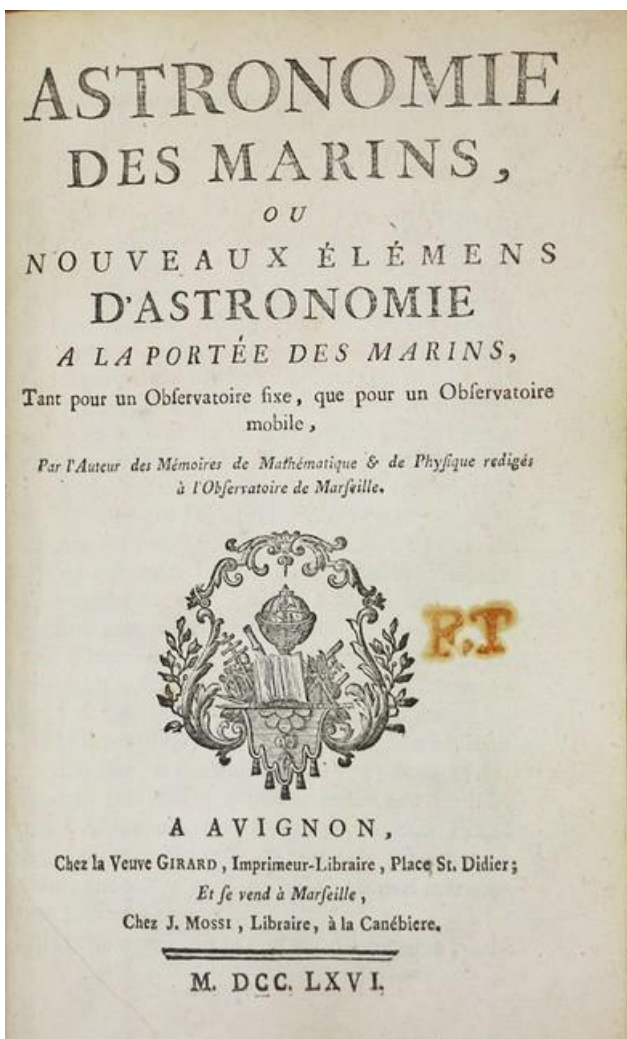 ASTRONOMIE
DES MARINS,
OU
NOUVEAUX ÉLÉMENS
D'ASTRONOMIE
A LA PORTÉE DES MARINS,
Tant pour un Obſervatoire fixe, que pour un Obſervatoire
mobile,
Par l'Auteur des Mémoires de Mathématique & de Phyſique redigés
à l'Obſervatoire de Marſeille.
P.T
A AVIGNON,
Chez la Veuve GIRARD, Imprimeur-Libraire, Place St. Didier;
Et ſe vend à Marſeille,
Chez J. MOSSI, Libraire, à la Canébiere.
M. DCC. LXVI.